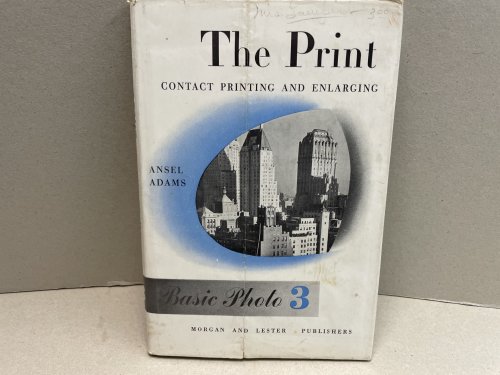 The Print
CONTACT PRINTING AND ENLARGING
ANSEL
ADAMS
Basic Photo 3
MORGAN AND LESTER PUBLISHERS